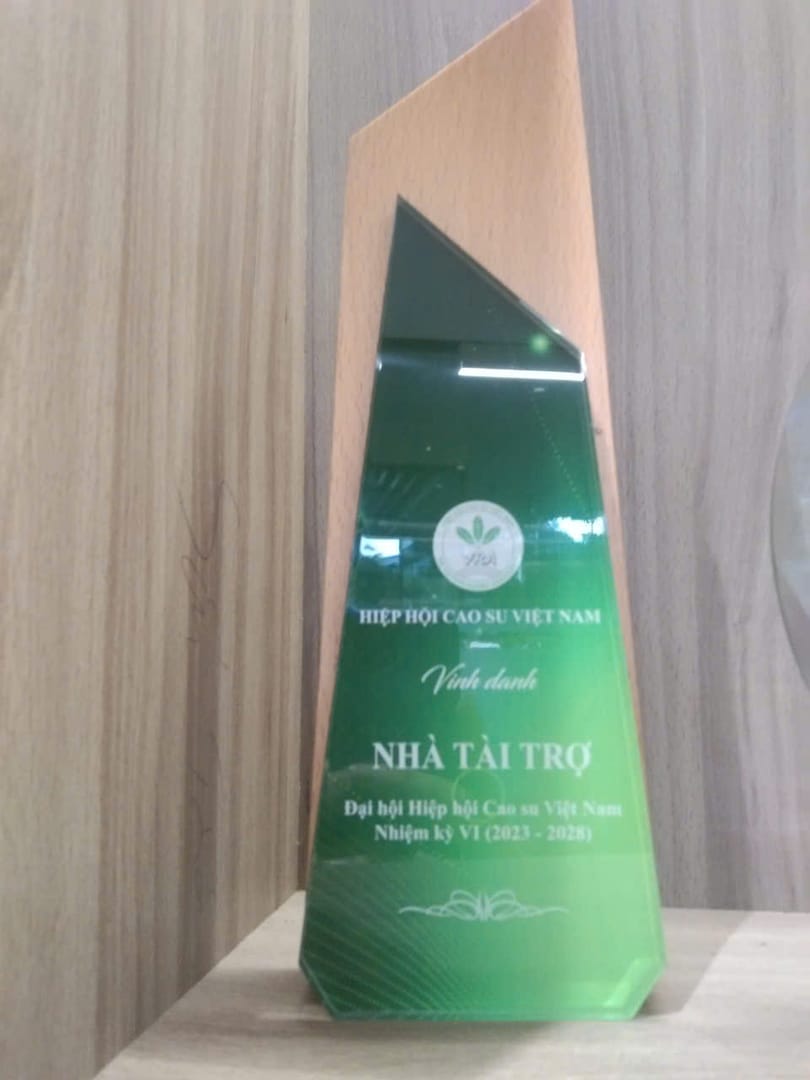 VRA
HIỆP HỘI CAO SU VIỆT NAM
Vinh danh
NHÀ TÀI TRỢ
Đại hội Hiệp hội Cao su Việt Nam
Nhiệm kỳ VI (2023 - 2028)